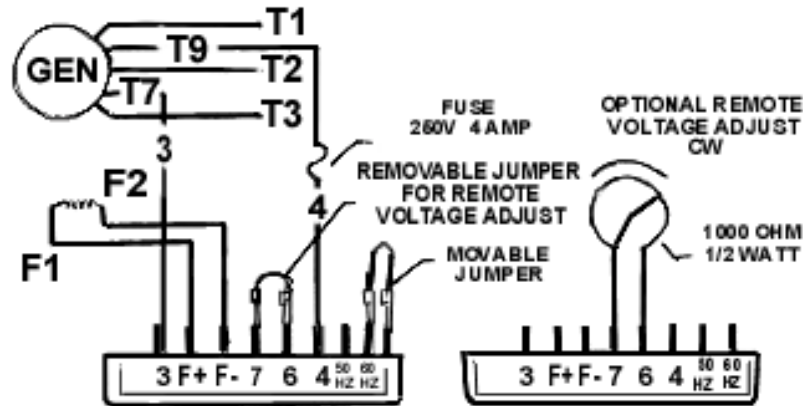 T1
T9
GEN
T2
T7
T3
3
F2
F1
FUSE
250V 4 AMP
4
REMOVABLE JUMPER
FOR REMOTE
VOLTAGE ADJUST
MOVABLE
JUMPER
3 F+ F- 7 6 4 50 HZ 60 HZ
OPTIONAL REMOTE
VOLTAGE ADJUST
CW
1000 OHM
1/2 WATT
3 F+ F- 7 6 4 50 HZ 60 HZ